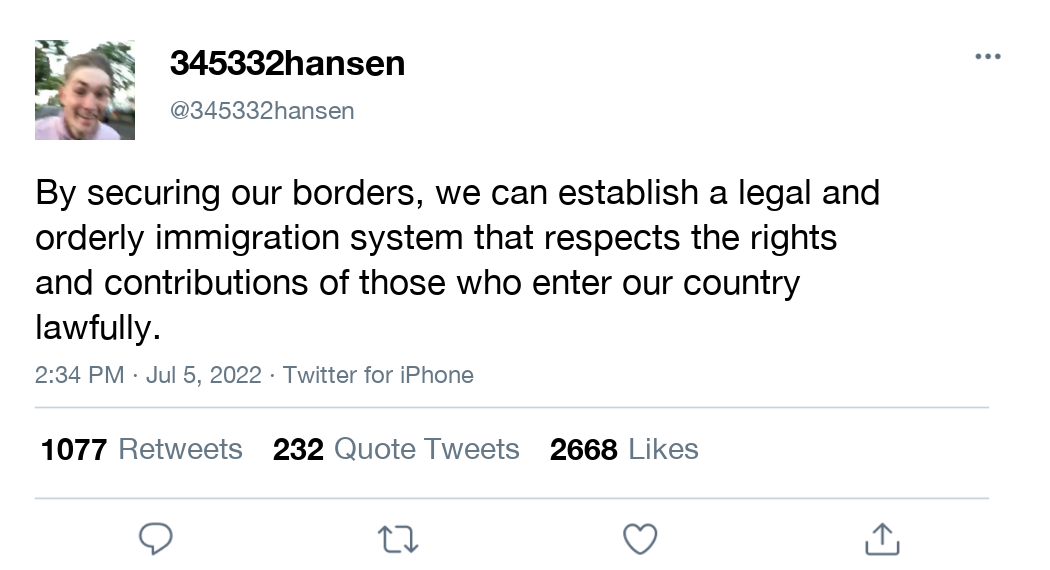 345332hansen
@345332hansen
By securing our borders, we can establish a legal and
orderly immigration system that respects the rights
and contributions of those who enter our country
lawfully.
2:34 PM · Jul 5, 2022 · Twitter for iPhone
1077 Retweets 232 Quote Tweets 2668 Likes